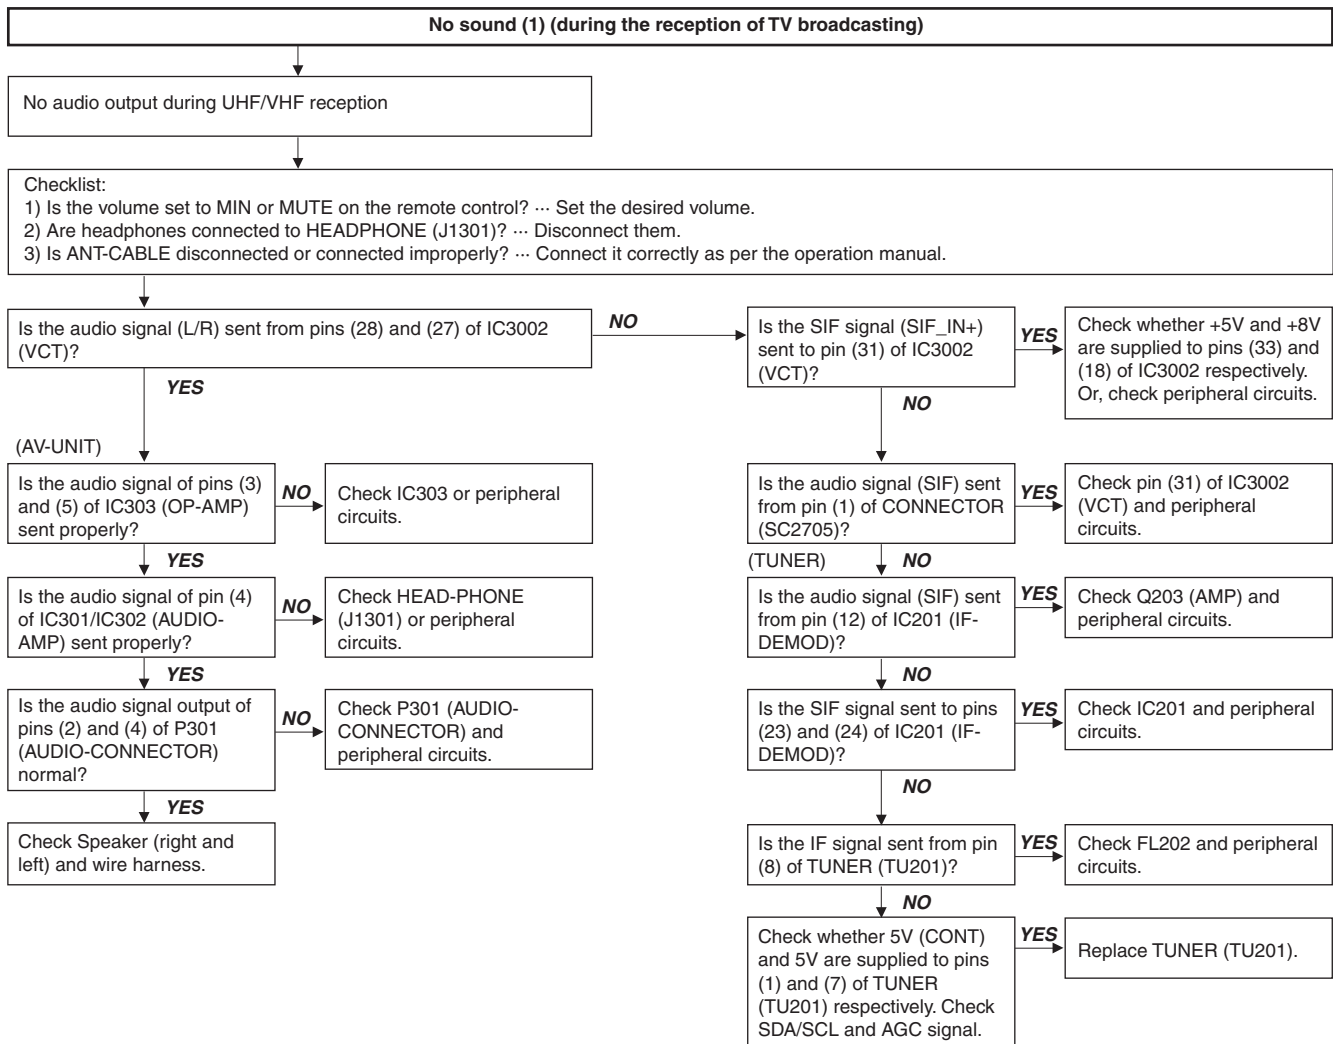 No sound (1) (during the reception of TV broadcasting)
No audio output during UHF/VHF reception
Checklist:
1) Is the volume set to MIN or MUTE on the remote control? ··· Set the desired volume.
2) Are headphones connected to HEADPHONE (J1301)? ··· Disconnect them.
3) Is ANT-CABLE disconnected or connected improperly? ··· Connect it correctly as per the operation manual.
Is the audio signal (L/R) sent from pins (28) and (27) of IC3002
(VCT)?
NO
YES
Is the SIF signal (SIF_IN+)
sent to pin (31) of IC3002
(VCT)?
YES
NO
Check whether +5V and +8V
are supplied to pins (33) and
(18) of IC3002 respectively.
Or, check peripheral circuits.
(AV-UNIT)
Is the audio signal of pins (3)
and (5) of IC303 (OP-AMP)
sent properly?
NO
YES
Check IC303 or peripheral
circuits.
Is the audio signal (SIF) sent
from pin (1) of CONNECTOR
(SC2705)?
YES
NO
Check pin (31) of IC3002
(VCT) and peripheral
circuits.
(TUNER)
Is the audio signal of pin (4)
of IC301/IC302 (AUDIO-
AMP) sent properly?
NO
YES
Check HEAD-PHONE
(J1301) or peripheral
circuits.
Is the audio signal (SIF) sent
from pin (12) of IC201 (IF-
DEMOD)?
YES
NO
Check Q203 (AMP) and
peripheral circuits.
Is the audio signal output of
pins (2) and (4) of P301
(AUDIO-CONNECTOR)
normal?
NO
YES
Check P301 (AUDIO-
CONNECTOR) and
peripheral circuits.
Is the SIF signal sent to pins
(23) and (24) of IC201 (IF-
DEMOD)?
YES
NO
Check IC201 and peripheral
circuits.
Check Speaker (right and
left) and wire harness.
Is the IF signal sent from pin
(8) of TUNER (TU201)?
YES
NO
Check FL202 and peripheral
circuits.
Check whether 5V (CONT)
and 5V are supplied to pins
(1) and (7) of TUNER
(TU201) respectively. Check
SDA/SCL and AGC signal.
YES
Replace TUNER (TU201).